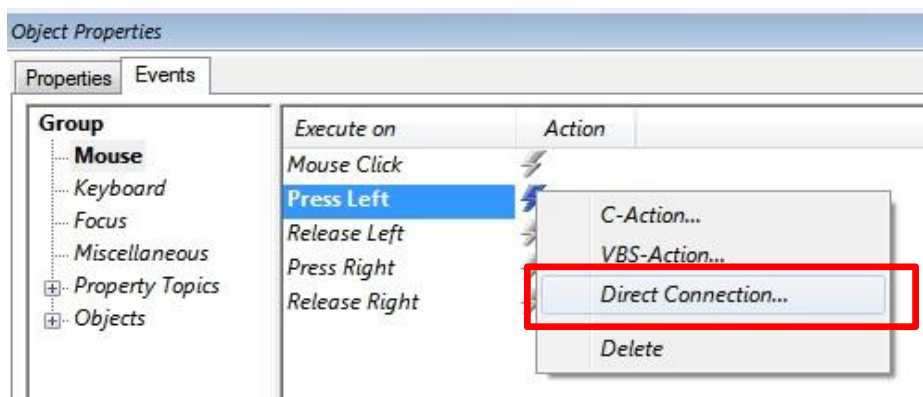 Object Properties
Properties Events
Group
Mouse
Keyboard
Focus
Miscellaneous
Property Topics
Objects
Execute on Action
Mouse Click
Press Left
Release Left
Press Right
Release Right
C-Action...
VBS-Action...
Direct Connection...
Delete